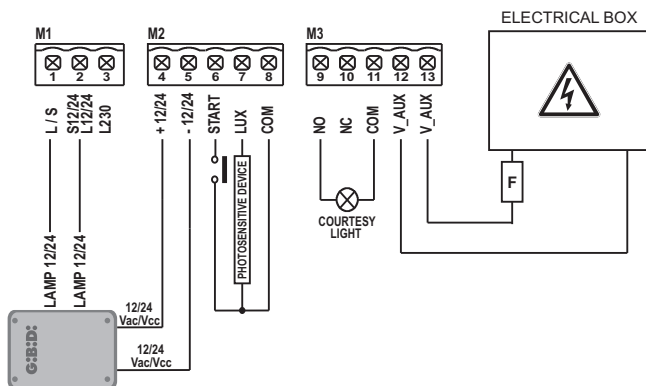 ELECTRICAL BOX
M1
M2
M3
1 2 3
4 5 6 7 8
9 10 11 12 13
L / S
S12/24
L12/24
L230
+ 12/24
- 12/24
START
LUX
COM
NO
NC
COM
V_AUX
V_AUX
F
PHOTOSENSITIVE DEVICE
COURTESY
LIGHT
LAMP 12/24
LAMP 12/24
12/24
Vac/Vcc
12/24
Vac/Vcc
G:B:D: